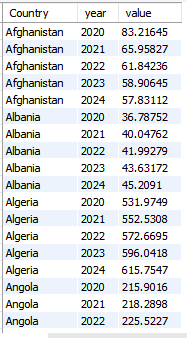 Country year value
Afghanistan 2020 83.21645
Afghanistan 2021 65.95827
Afghanistan 2022 61.84236
Afghanistan 2023 58.90645
Afghanistan 2024 57.83112
Albania 2020 36.78752
Albania 2021 40.04762
Albania 2022 41.99279
Albania 2023 43.63172
Albania 2024 45.2091
Algeria 2020 531.9749
Algeria 2021 552.5308
Algeria 2022 572.6695
Algeria 2023 596.0418
Algeria 2024 615.7547
Angola 2020 215.9016
Angola 2021 218.2898
Angola 2022 225.5227